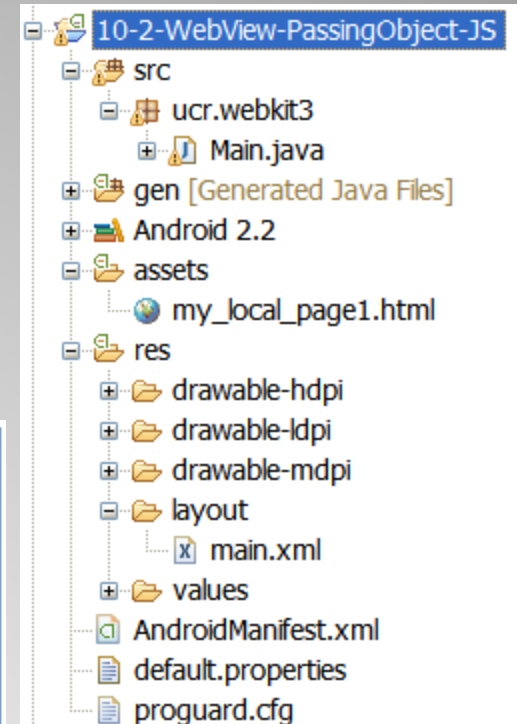 10-2-WebView-PassingObject-JS
src
ucr.webkit3
Main.java
gen [Generated Java Files]
Android 2.2
assets
my_local_page1.html
res
drawable-hdpi
drawable-ldpi
drawable-mdpi
layout
main.xml
values
AndroidManifest.xml
default.properties
proguard.cfg